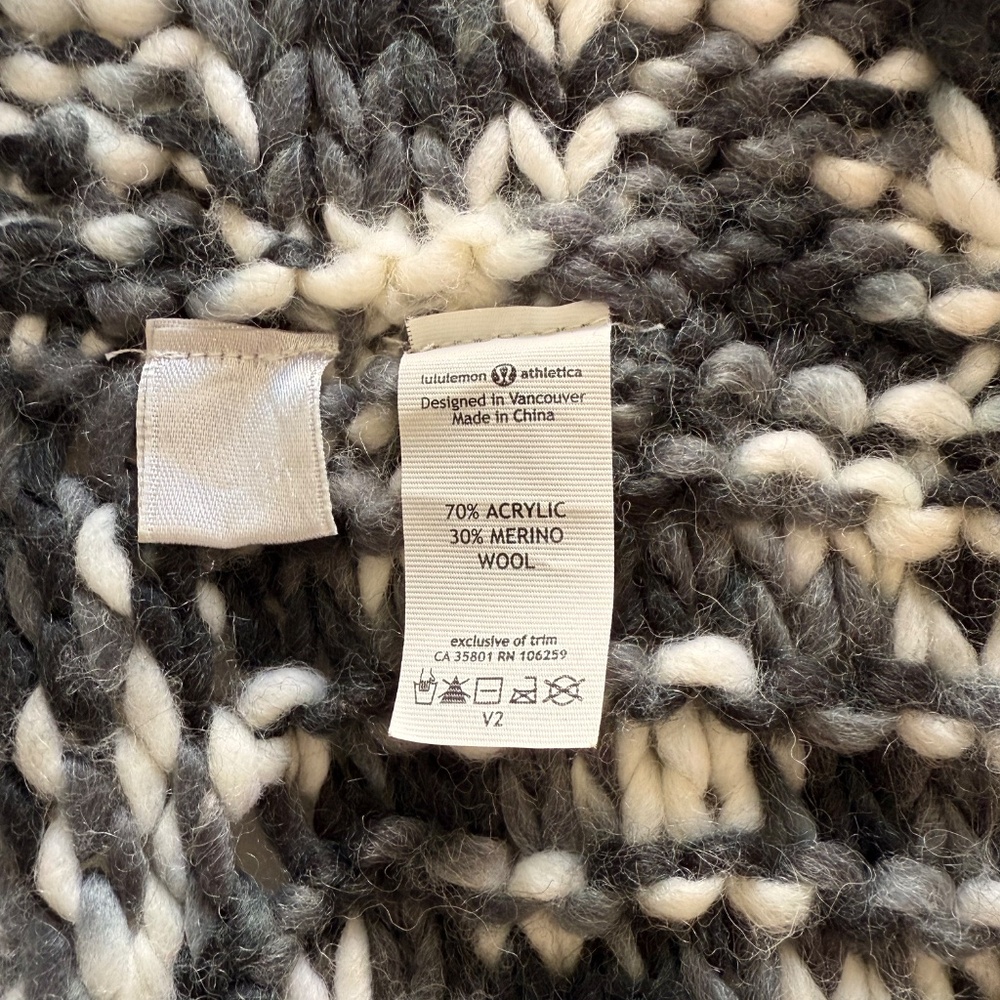 lululemon athletica
Designed in Vancouver
Made in China
70% ACRYLIC
30% MERINO
WOOL
exclusive of trim
CA 35801 RN 106259
V2